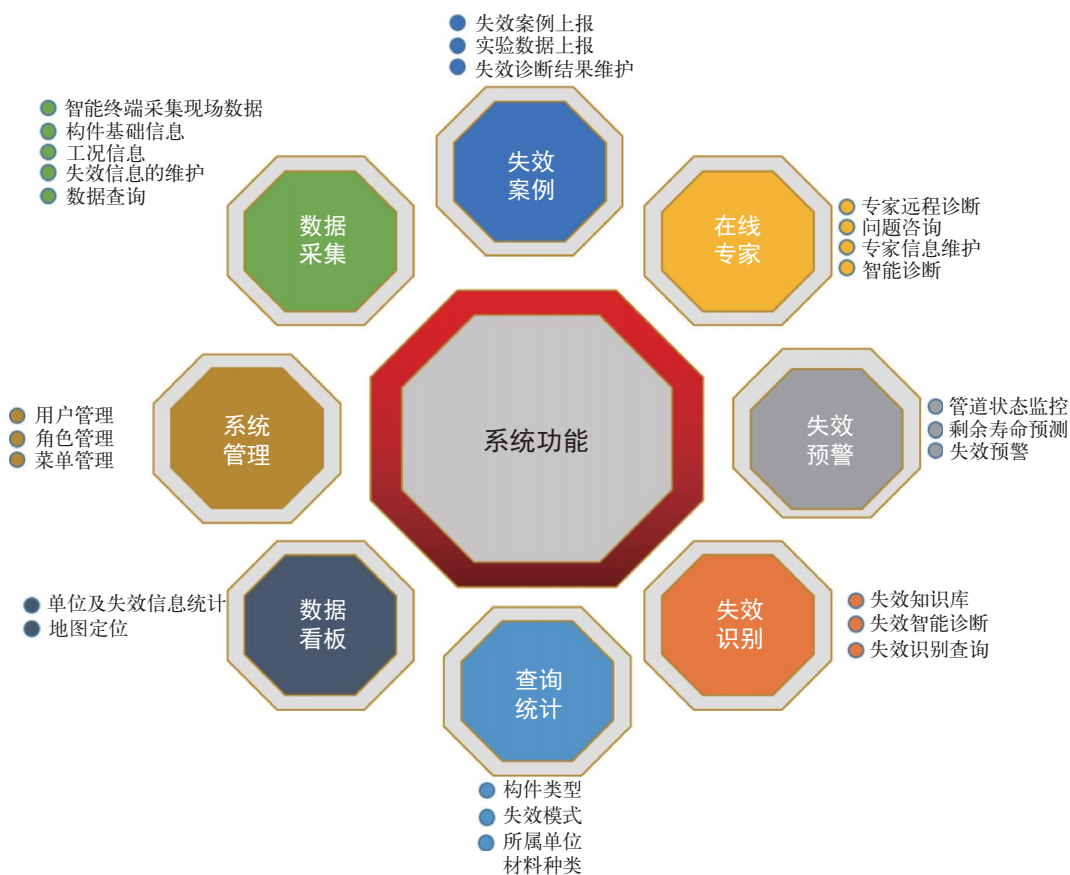 失效案例上报
实验数据上报
失效诊断结果维护
智能终端采集现场数据
构件基础信息
工况信息
失效信息的维护
数据查询
失效
案例
数据
采集
在线
专家
专家远程诊断
问题咨询
专家信息维护
智能诊断
用户管理
角色管理
菜单管理
系统
管理
系统功能
失效
预警
管道状态监控
剩余寿命预测
失效预警
单位及失效信息统计
地图定位
数据
看板
失效
识别
失效知识库
失效智能诊断
失效识别查询
查询
统计
构件类型
失效模式
所属单位
材料种类